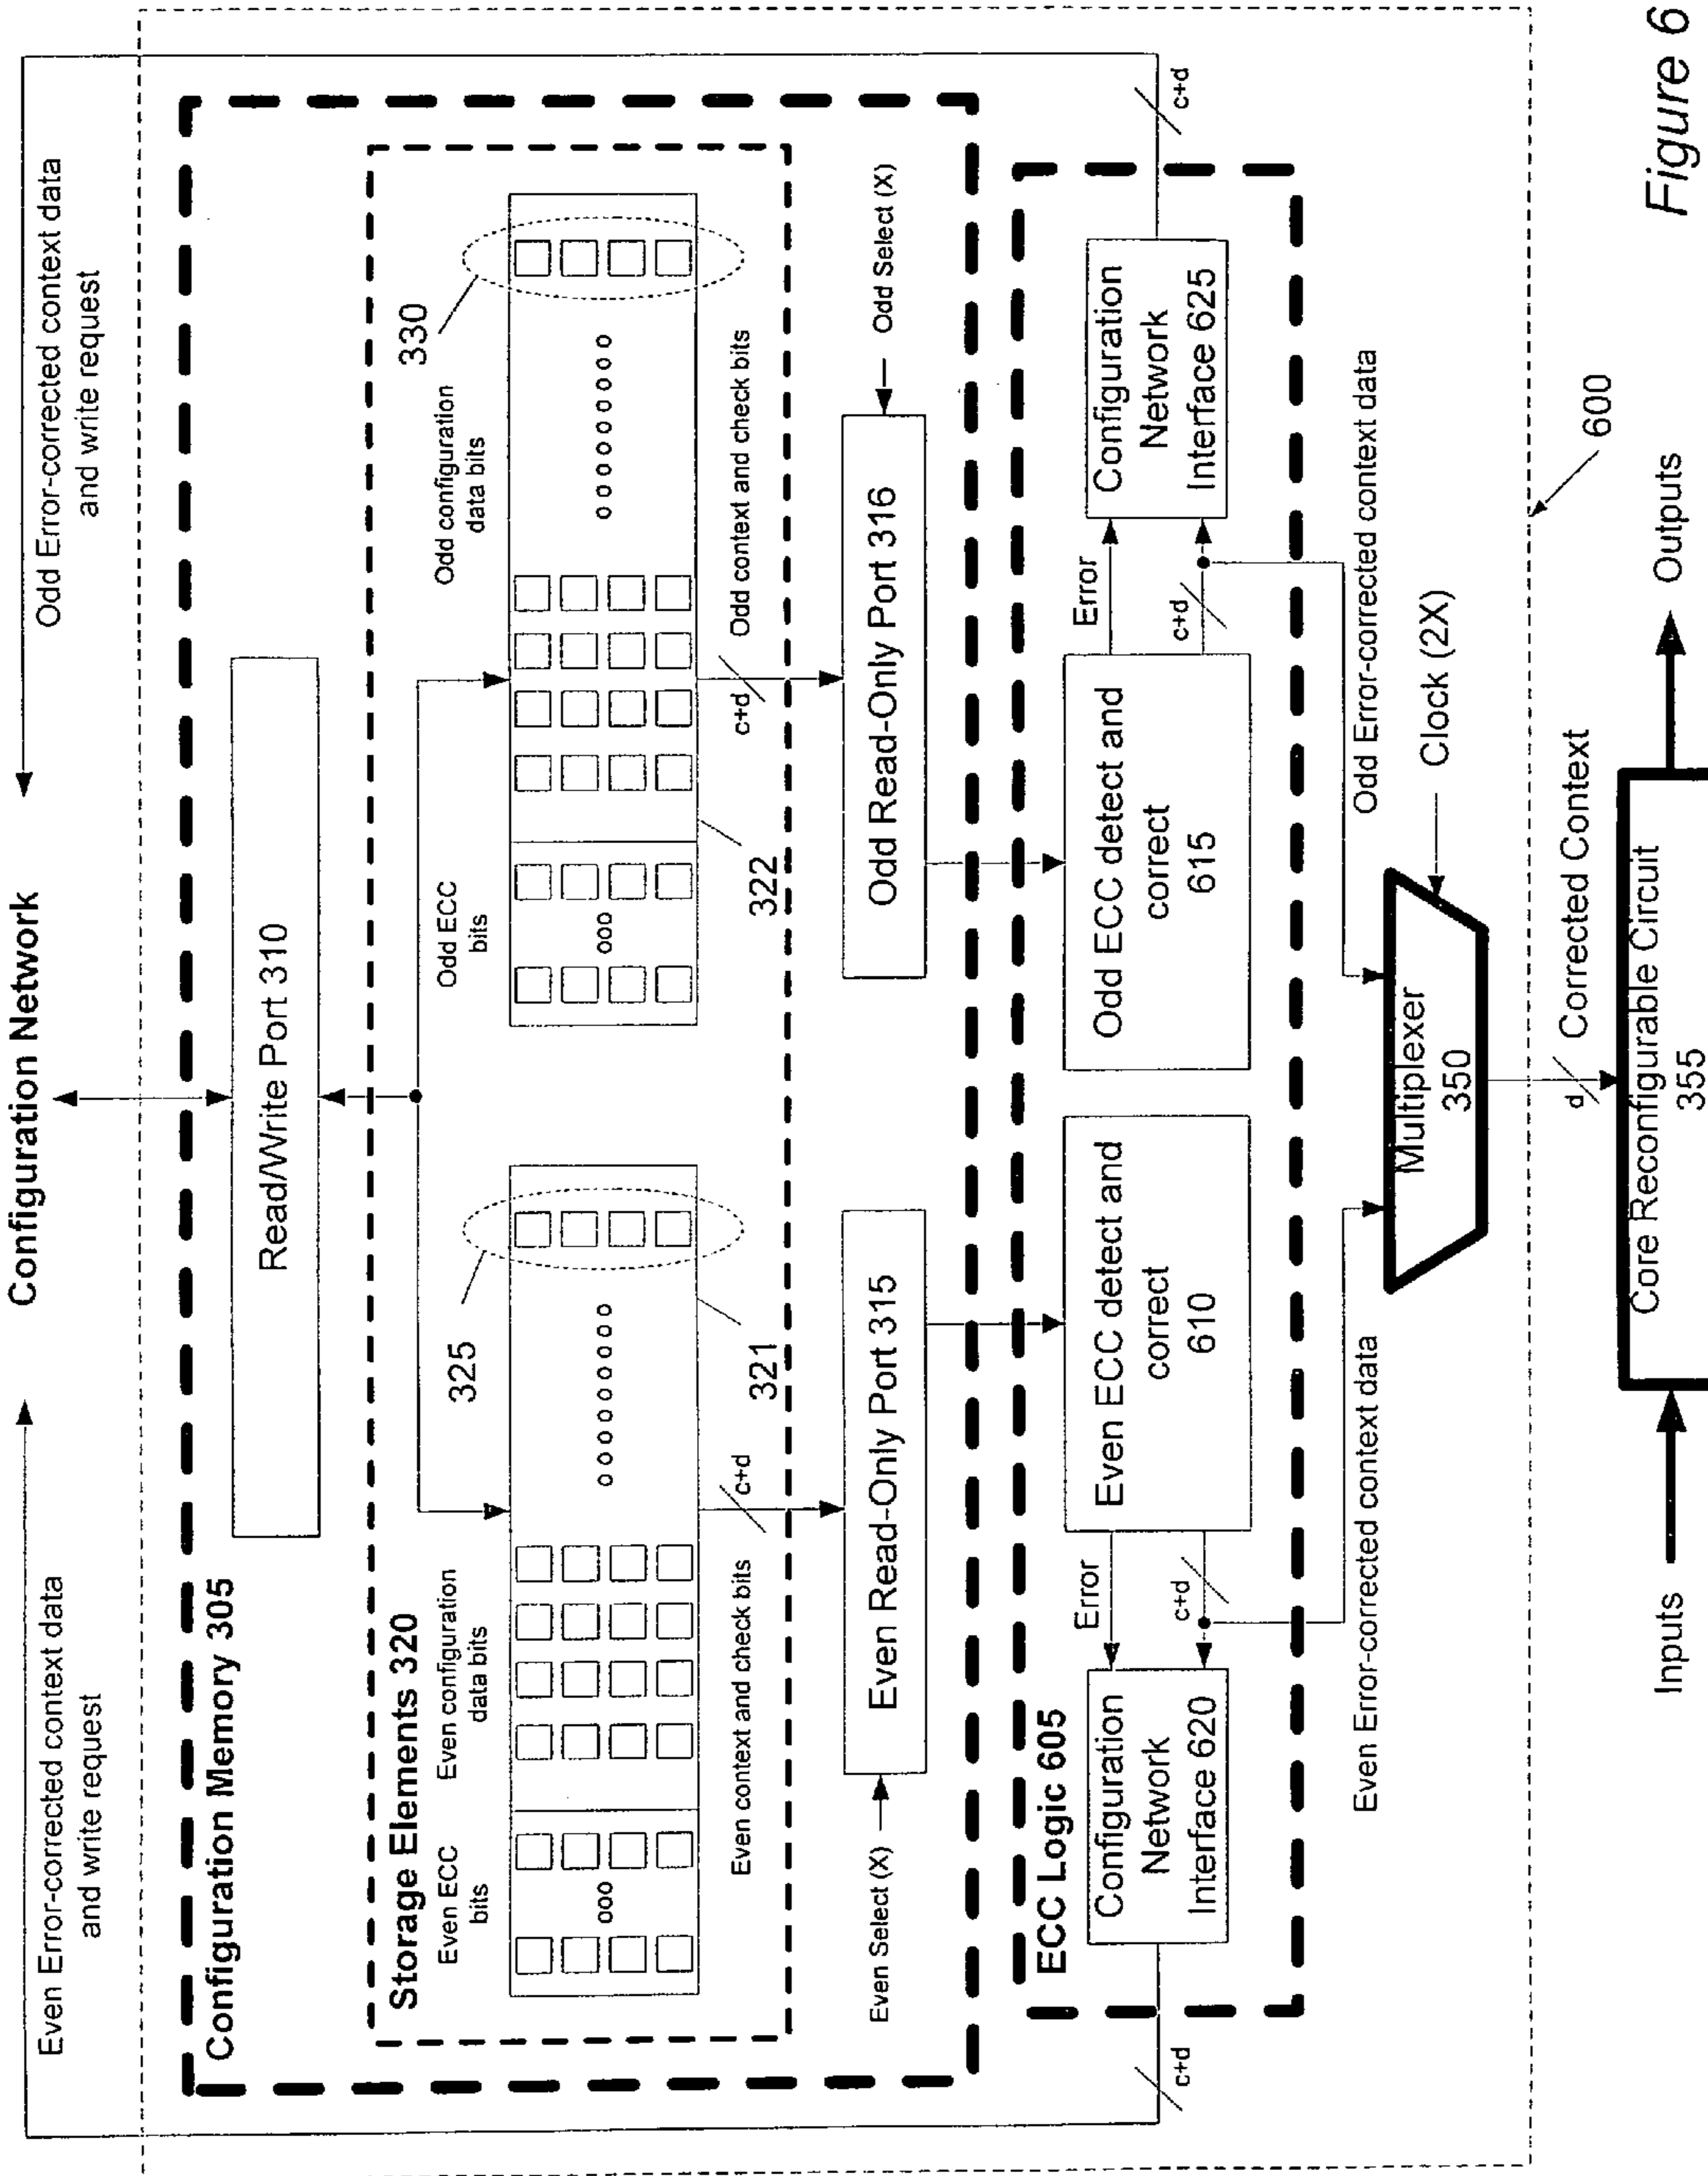 Configuration Network
Even Error-corrected context data
and write request
Odd Error-corrected context data
and write request
Configuration Memory 305
Read/Write Port 310
Storage Elements 320
Even ECC
bits
Even configuration
data bits
325
Odd ECC
bits
Odd configuration
data bits
330
ooo
oooooooo
ooo
oooooooo
321
322
Even context and check bits
c+d
c+d
Odd context and check bits
Even Select (X)
Even Read-Only Port 315
Odd Read-Only Port 316
Odd Select (X)
ECC Logic 605
Configuration
Network
Interface 620
Error
c+d
Even ECC detect and
correct
610
Odd ECC detect and
correct
615
Error
c+d
Configuration
Network
Interface 625
c+d
c+d
Even Error-corrected context data
Odd Error-corrected context data
Multiplexer
350
Clock (2X)
600
d
Corrected Context
Inputs
Core Reconfigurable Circuit
355
Outputs
Figure 6